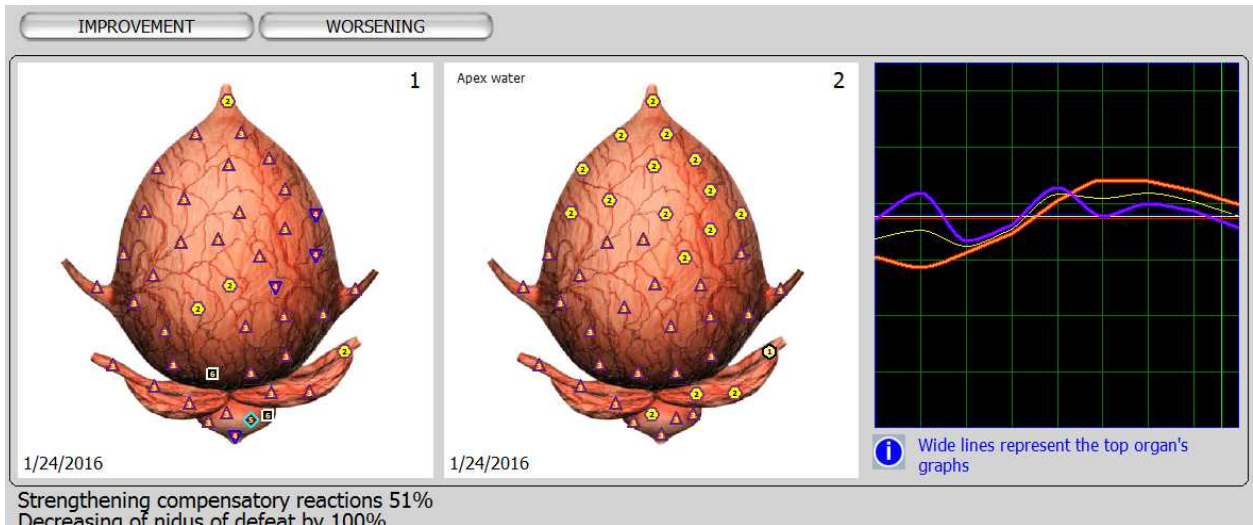 IMPROVEMENT
WORSENING
1
Apex water
2
1/24/2016
1/24/2016
Wide lines represent the top organ's
graphs
Strengthening compensatory reactions 51%
Decreasing of nidus of defeat by 100%